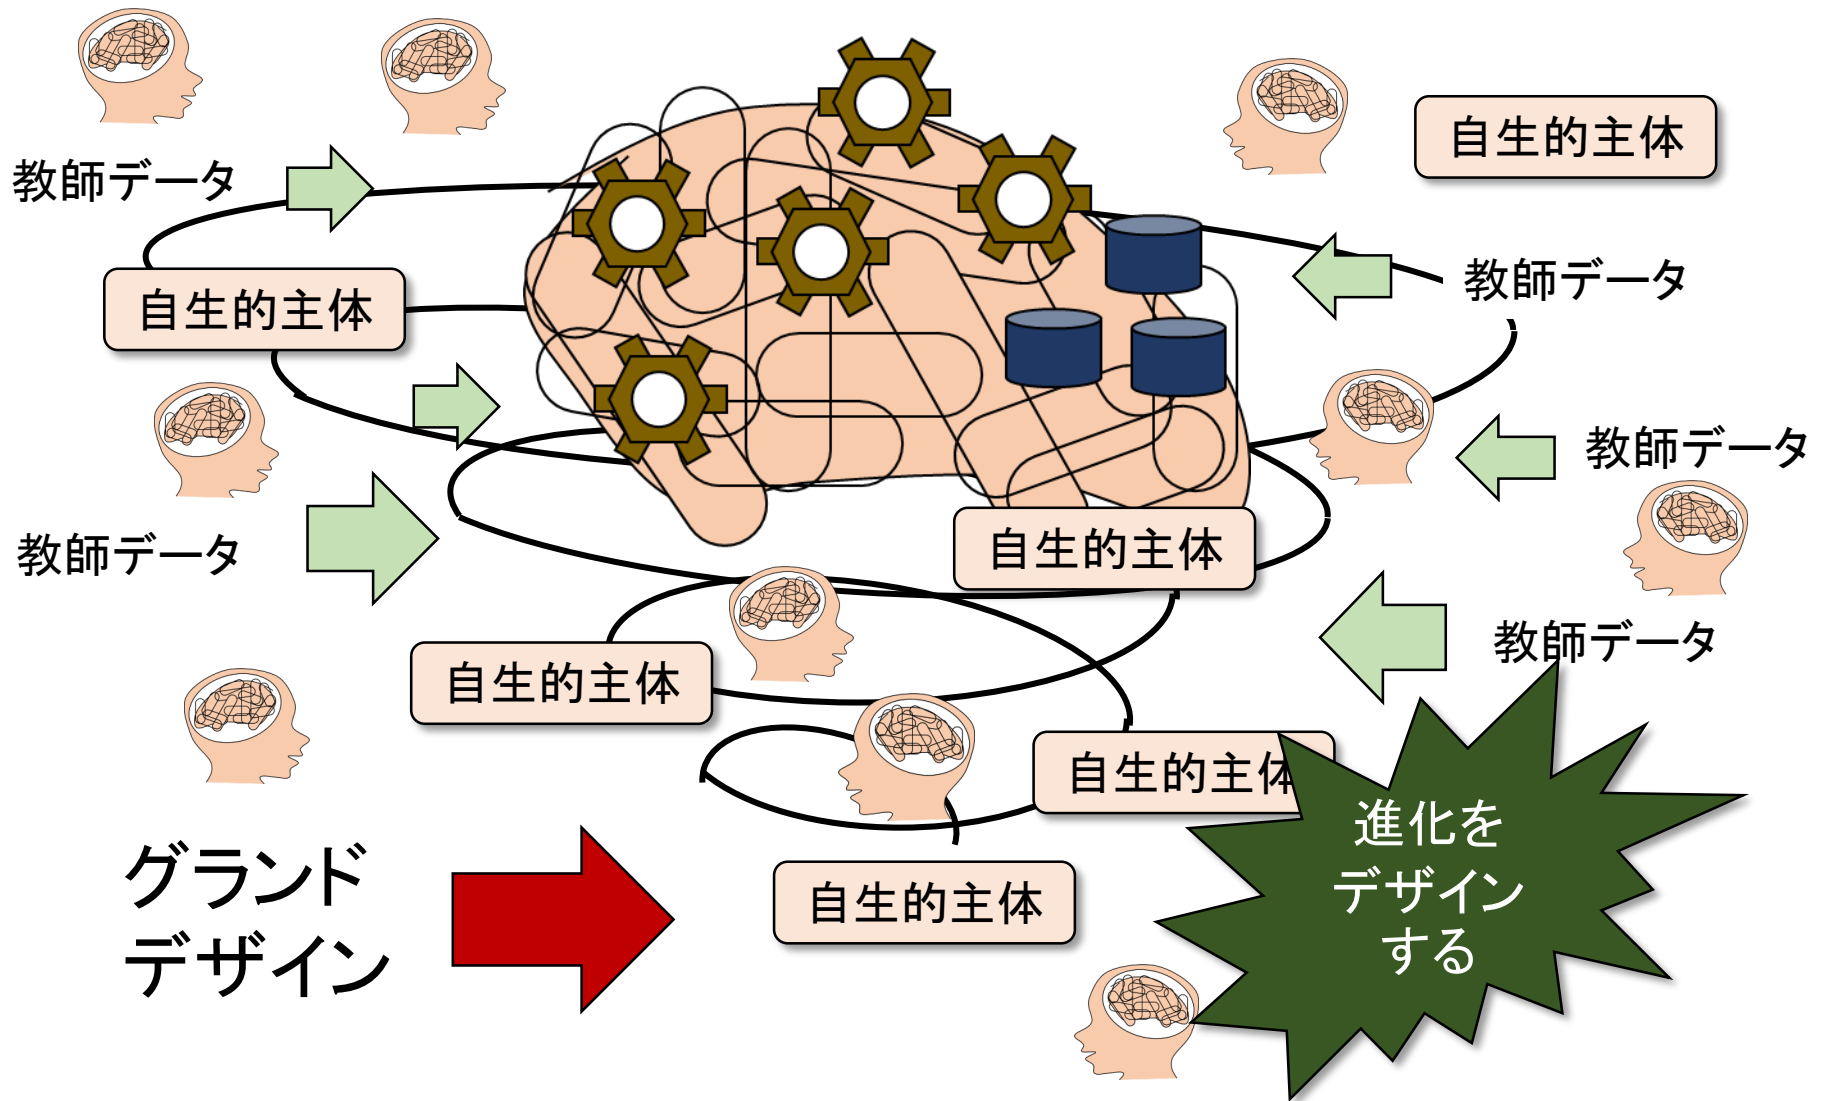 自生的主体
教師データ
教師データ
自生的主体
教師データ
教師データ
自生的主体
教師データ
自生的主体
自生的主体
進化を
デザイン
する
グランド
デザイン
自生的主体